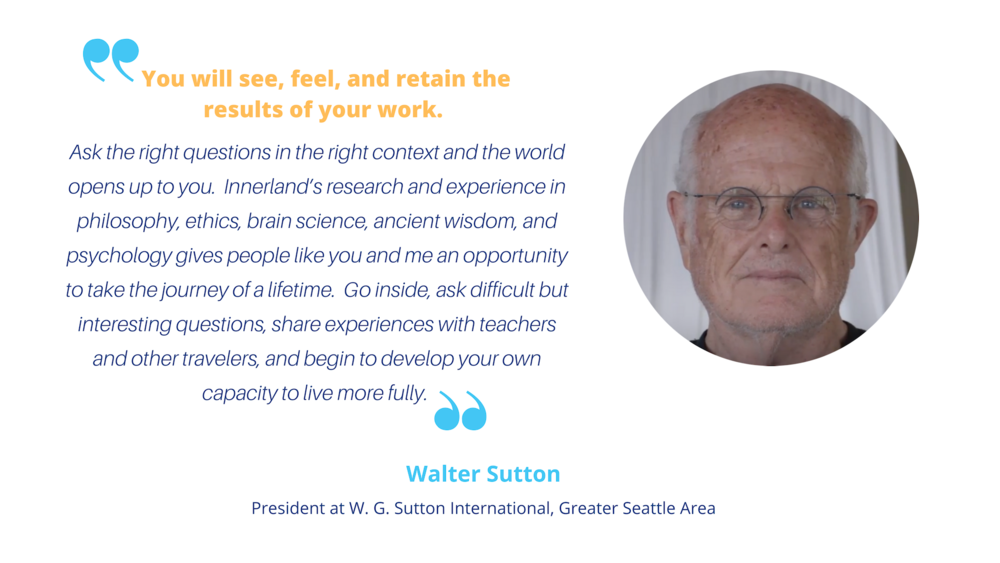 You will see, feel, and retain the
results of your work.
Ask the right questions in the right context and the world
opens up to you.  Innerland's research and experience in
philosophy, ethics, brain science, ancient wisdom, and
psychology gives people like you and me an opportunity
to take the journey of a lifetime.  Go inside, ask difficult but
interesting questions, share experiences with teachers
and other travelers, and begin to develop your own
capacity to live more fully.
Walter Sutton
President at W. G. Sutton International, Greater Seattle Area